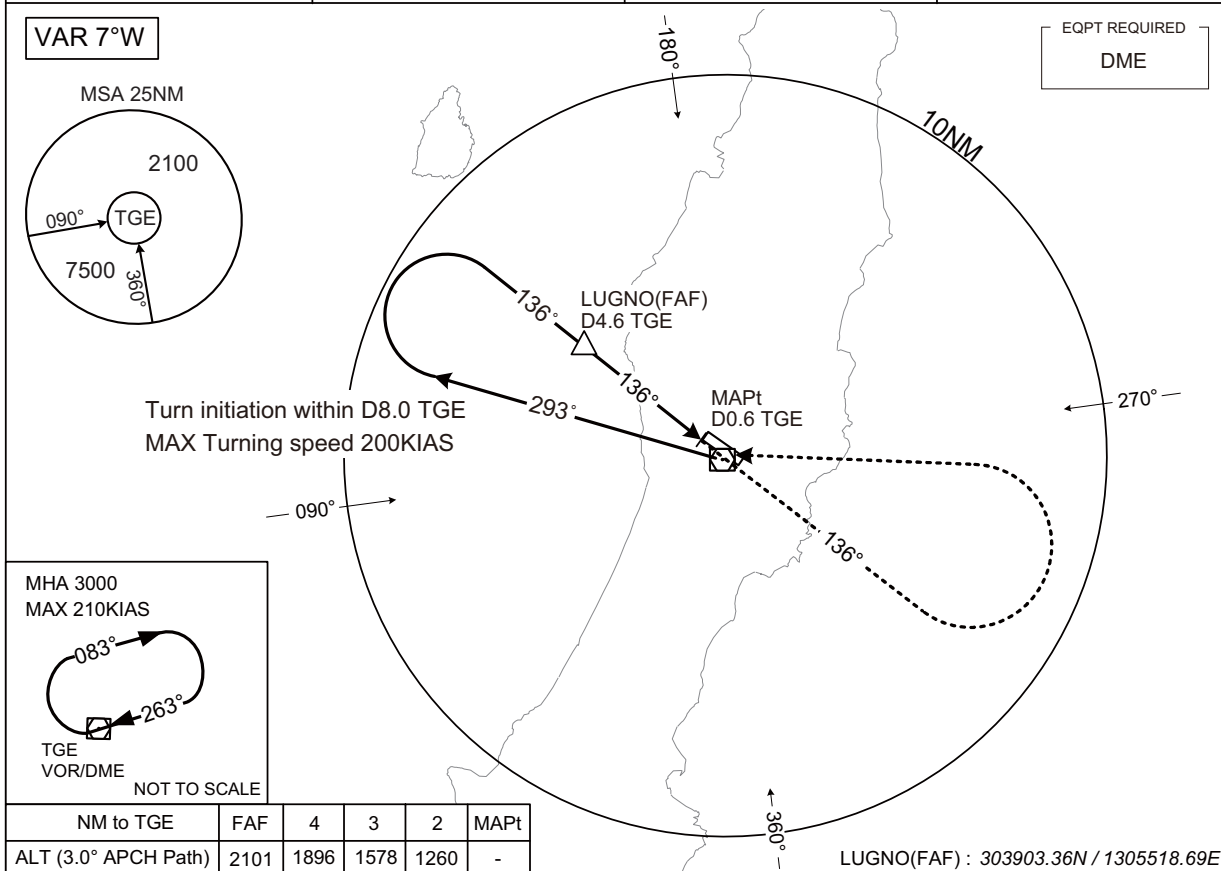 VAR 7°W
EQPT REQUIRED
DME
MSA 25NM
2100
090°
TGE
7500
360°
180°
10NM
136°
LUGNO(FAF)
D4.6 TGE
136°
293°
MAPt
D0.6 TGE
270°
Turn initiation within D8.0 TGE
MAX Turning speed 200KIAS
090°
136°
MHA 3000
MAX 210KIAS
083°
263°
TGE
VOR/DME
NOT TO SCALE
360°
NM to TGE FAF 4 3 2 MAPt
ALT (3.0° APCH Path) 2101 1896 1578 1260 -
LUGNO(FAF) : 303903.36N / 1305518.69E